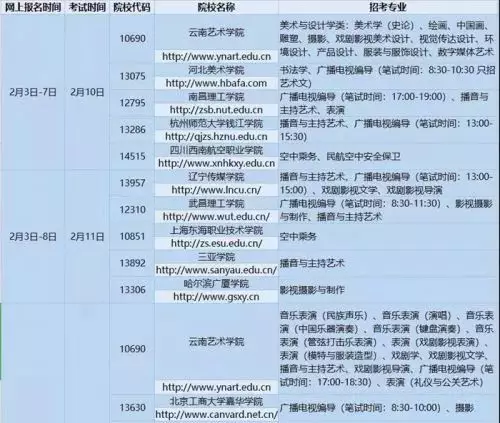 网上报名时间 考试时间 院校代码 院校名称 招考专业
2月3日-7日 2月10日
10690 云南艺术学院
http://www.ynart.edu.cn
美术与设计学类：美术学（史论）、绘画、中国画、
雕塑、摄影、戏剧影视美术设计、视觉传达设计、环
境设计、产品设计、服装与服饰设计、数字媒体艺术
13075 河北美术学院
http://www.hbafa.com
书法学、广播电视编导（笔试时间：8:30-10:30 只招
艺术文）
12795 南昌理工学院
http://zsb.nut.edu.cn
广播电视编导（笔试时间：17:00-19:00）、播音与
主持艺术、表演
13286 杭州师范大学钱江学院
http://qjzs.hznu.edu.cn
播音与主持艺术、广播电视编导（笔试时间：13:00-
15:30）
14515 四川西南航空职业学院
http://www.xnhkxy.edu.cn
空中乘务、民航空中安全保卫
2月3日-8日 2月11日
13957 辽宁传媒学院
http://www.lncu.cn/
播音与主持艺术、广播电视编导（笔试时间：13:00-
15:00）、戏剧影视文学、戏剧影视导演
12310 武昌理工学院
http://www.wut.edu.cn/
广播电视编导（笔试时间：8:30-11:30）、影视摄影
与制作、播音与主持艺术
10851 上海东海职业技术学院
http://zs.esu.edu.cn/
空中乘务
13892 三亚学院
http://www.sanyau.edu.cn/
播音与主持艺术
13306 哈尔滨广厦学院
http://www.gsxy.cn
影视摄影与制作
10690 云南艺术学院
http://www.ynart.edu.cn
音乐表演（民族声乐）、音乐表演（演唱）、音乐表
演（中国乐器演奏）、音乐表演（键盘演奏）、音乐
表演（管弦打击乐表演）、表演（戏剧影视表演）、
表演（模特与服装造型）、戏剧学、戏剧影视文学、
播音与主持艺术、戏剧影视导演、广播电视编导（笔
试时间：17:00-18:30）、表演（礼仪与公关艺术）
13630 北京工商大学嘉华学院
http://www.canvard.net.cn/
广播电视编导（笔试时间：8:30-10:00）、摄影